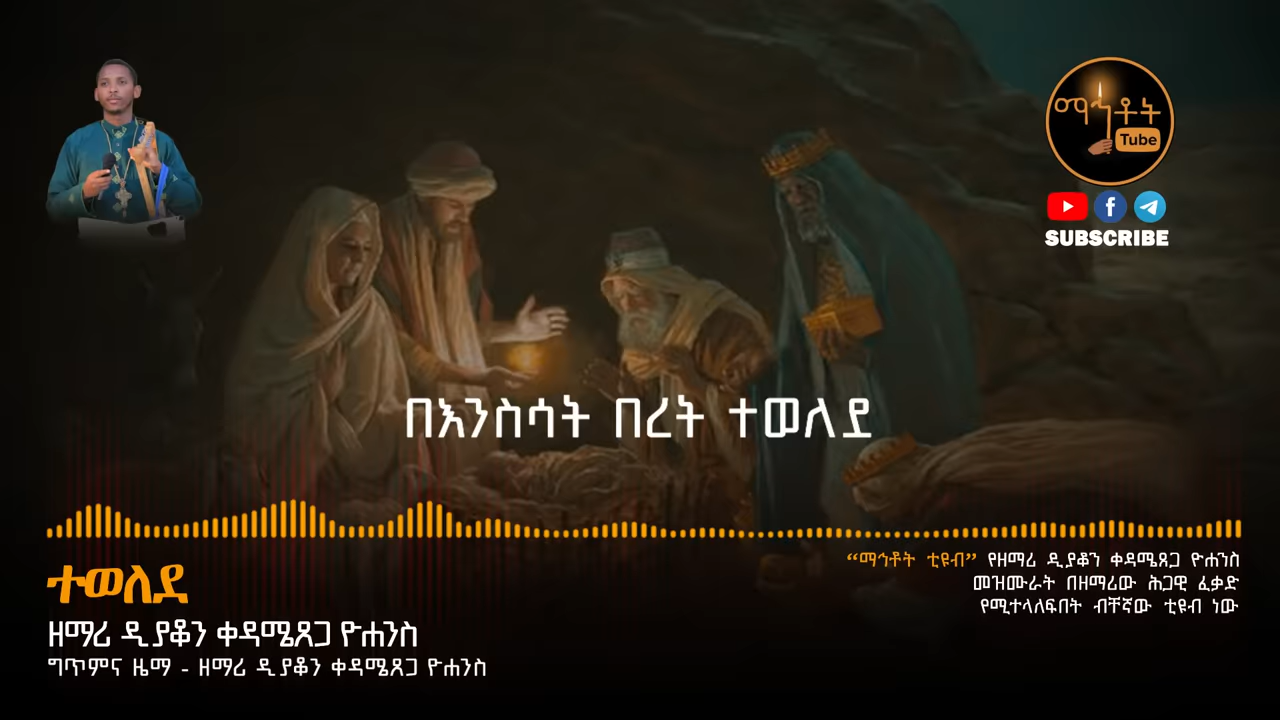 ማኅቶት
Tube
SUBSCRIBE
በእንስሳት በረት ተወለደ
ተወለደ
ዘማሪ ዲያቆን ቀዳሜጸጋ ዮሐንስ
ግጥምና ዜማ - ዘማሪ ዲያቆን ቀዳሜጸጋ ዮሐንስ
“ማኅቶት ቲዩብ” የዘማሪ ዲያቆን ቀዳሜጸጋ ዮሐንስ
መዝሙራት በዘማሪው ሕጋዊ ፈቃድ
የሚተላለፍበት ብቸኛው ቲዩብ ነው